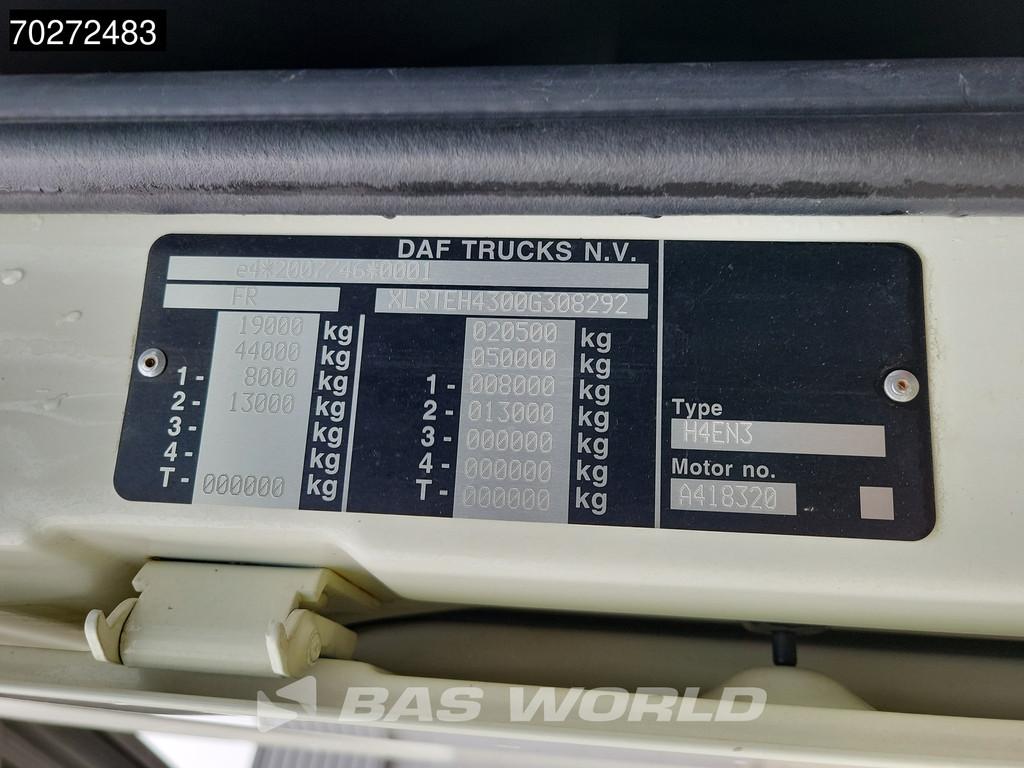 70272483
DAF TRUCKS N.V.
e4*2007/46*0001
FR XLRTEH4300G308292
19000 kg 020500 kg
44000 kg 050000 kg
1- 8000 kg 1- 008000 kg
2- 13000 kg 2- 013000 kg
3- kg 3- 000000 kg
4- kg 4- 000000 kg
T- 000000 kg T- 000000 kg
Type
H4EN3
Motor no.
A418320
BAS WORLD